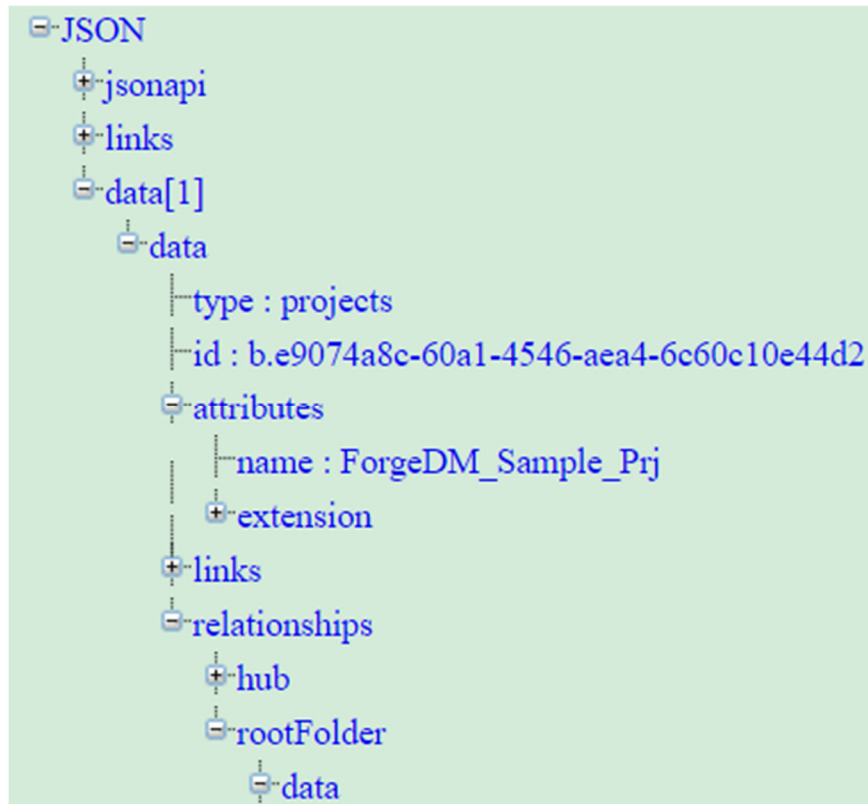 JSON
jsonapi
links
data[1]
data
type : projects
id : b.e9074a8c-60a1-4546-aea4-6c60c10e44d2
attributes
name : ForgeDM_Sample_Prj
extension
links
relationships
hub
rootFolder
data